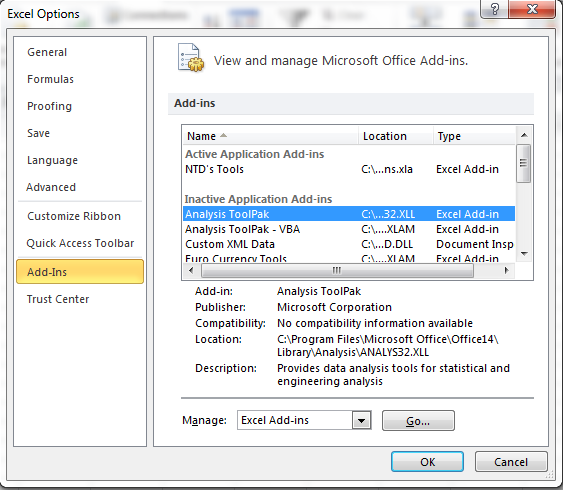 Excel Options
General
Formulas
Proofing
Save
Language
Advanced
Customize Ribbon
Quick Access Toolbar
Add-Ins
Trust Center
View and manage Microsoft Office Add-ins.
Add-ins
Name Location Type
Active Application Add-ins
NTD's Tools C:\...ns.xla Excel Add-in
Inactive Application Add-ins
Analysis ToolPak C:\...32.XLL Excel Add-in
Analysis ToolPak - VBA C:\....XLAM Excel Add-in
Custom XML Data C:\...D.DLL Document Insp
Euro Currency Tools C:\....XLAM Excel Add-in
Add-in: Analysis ToolPak
Publisher: Microsoft Corporation
Compatibility: No compatibility information available
Location: C:\Program Files\Microsoft Office\Office14\
Library\Analysis\ANALYS32.XLL
Description: Provides data analysis tools for statistical and
engineering analysis
Manage: Excel Add-ins Go...
OK Cancel